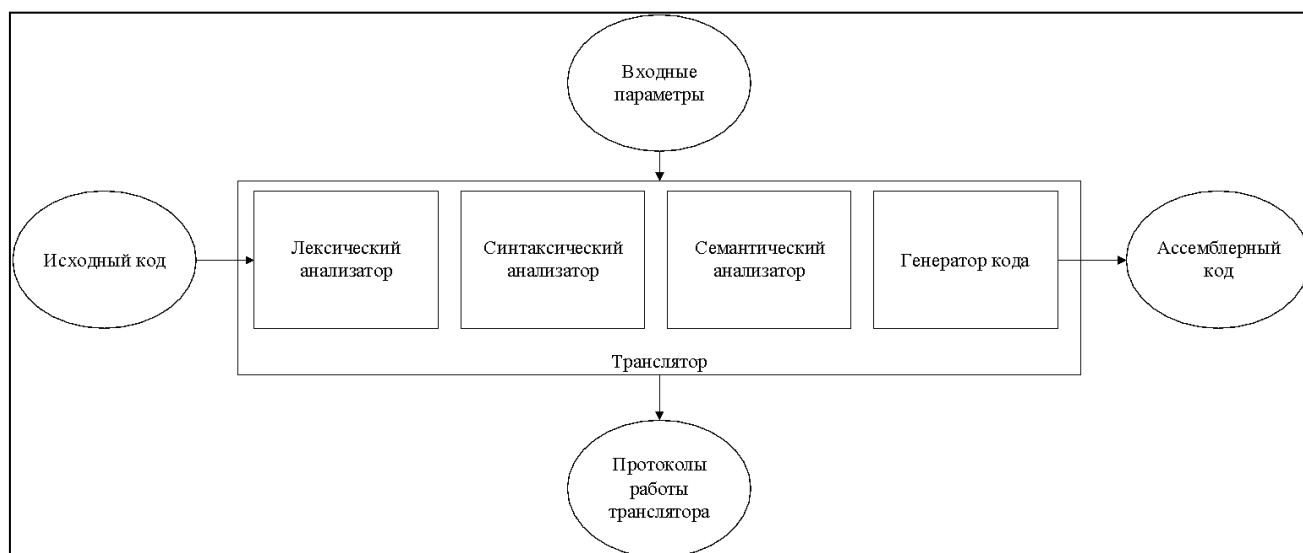 Входные
параметры
Исходный код
Лексический
анализатор
Синтаксический
анализатор
Семантический
анализатор
Генератор кода
Ассемблерный
код
Транслятор
Протоколы
работы
транслятора